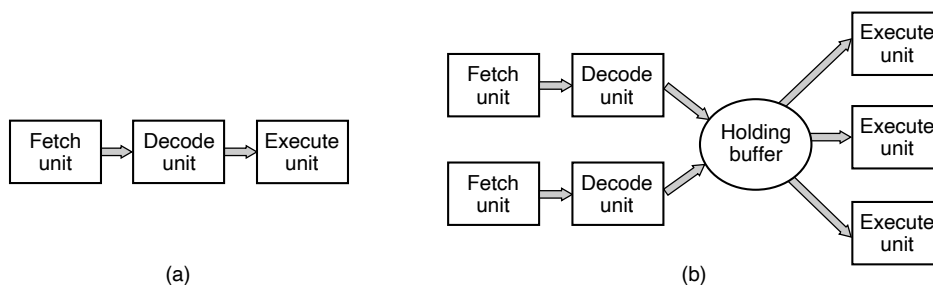 Fetch
unit
Decode
unit
Execute
unit
(a)
Fetch
unit
Decode
unit
Fetch
unit
Decode
unit
Holding
buffer
Execute
unit
Execute
unit
Execute
unit
(b)